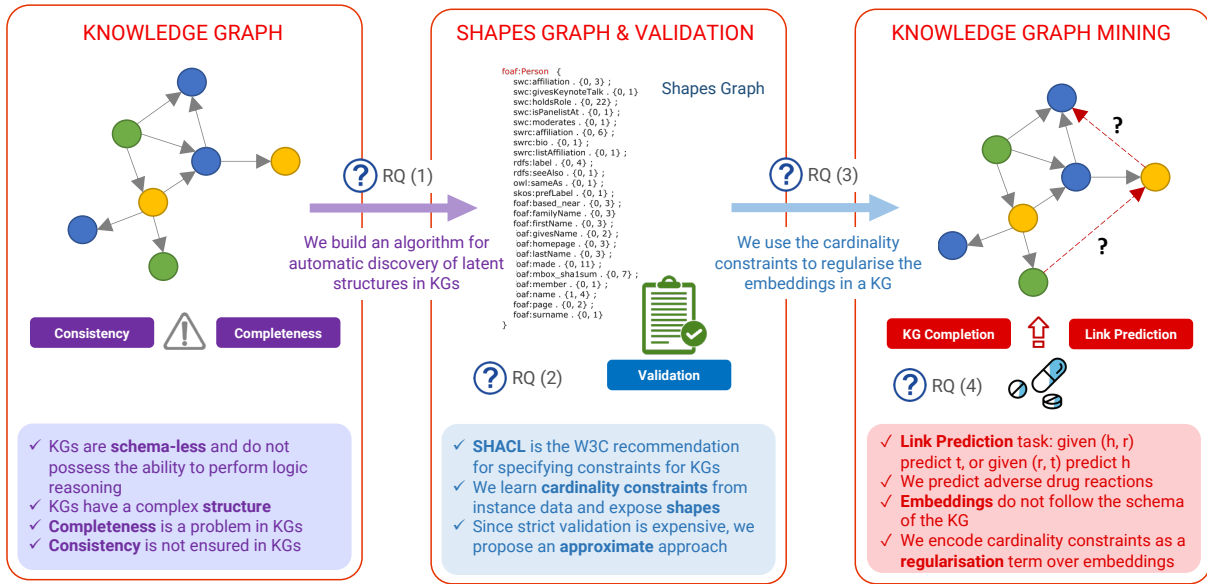 KNOWLEDGE GRAPH
RQ (1)
We build an algorithm for
automatic discovery of latent
structures in KGs
Consistency
Completeness
✓ KGs are schema-less and do not
possess the ability to perform logic
reasoning
✓ KGs have a complex structure
✓ Completeness is a problem in KGs
✓ Consistency is not ensured in KGs
SHAPES GRAPH & VALIDATION
Shapes Graph
foaf:Person {
swc:affiliation . {0, 3} ;
swc:givesKeynoteTalk . {0, 1}
swc:holdsRole . {0, 22} ;
swc:isPanelistAt . {0, 1} ;
swc:moderates . {0, 1} ;
swrc:affiliation . {0, 6} ;
swrc:bio . {0, 1} ;
swrc:listAffiliation . {0, 1} ;
rdfs:label . {0, 4} ;
rdfs:seeAlso . {0, 1} ;
owl:sameAs . {0, 1} ;
skos:prefLabel . {0, 1} ;
foaf:based_near . {0, 3} ;
foaf:familyName . {0, 3}
foaf:firstName . {0, 3} ;
oaf:givesName . {0, 2} ;
oaf:homepage . {0, 3} ;
oaf:lastName . {0, 3} ;
oaf:made . {0, 11} ;
oaf:mbox_sha1sum . {0, 7} ;
oaf:member . {0, 1} ;
oaf:name . {1, 4} ;
foaf:page . {0, 2} ;
foaf:surname . {0, 1}
}
? RQ (2)
Validation
✓ SHACL is the W3C recommendation
for specifying constraints for KGs
✓ We learn cardinality constraints from
instance data and expose shapes
✓ Since strict validation is expensive, we
propose an approximate approach
? RQ (3)
We use the cardinality
constraints to regularise the
embeddings in a KG
KNOWLEDGE GRAPH MINING
?
?
KG Completion
Link Prediction
? RQ (4)
✓ Link Prediction task: given (h, r)
predict t, or given (r, t) predict h
✓ We predict adverse drug reactions
✓ Embeddings do not follow the schema
of the KG
✓ We encode cardinality constraints as a
regularisation term over embeddings